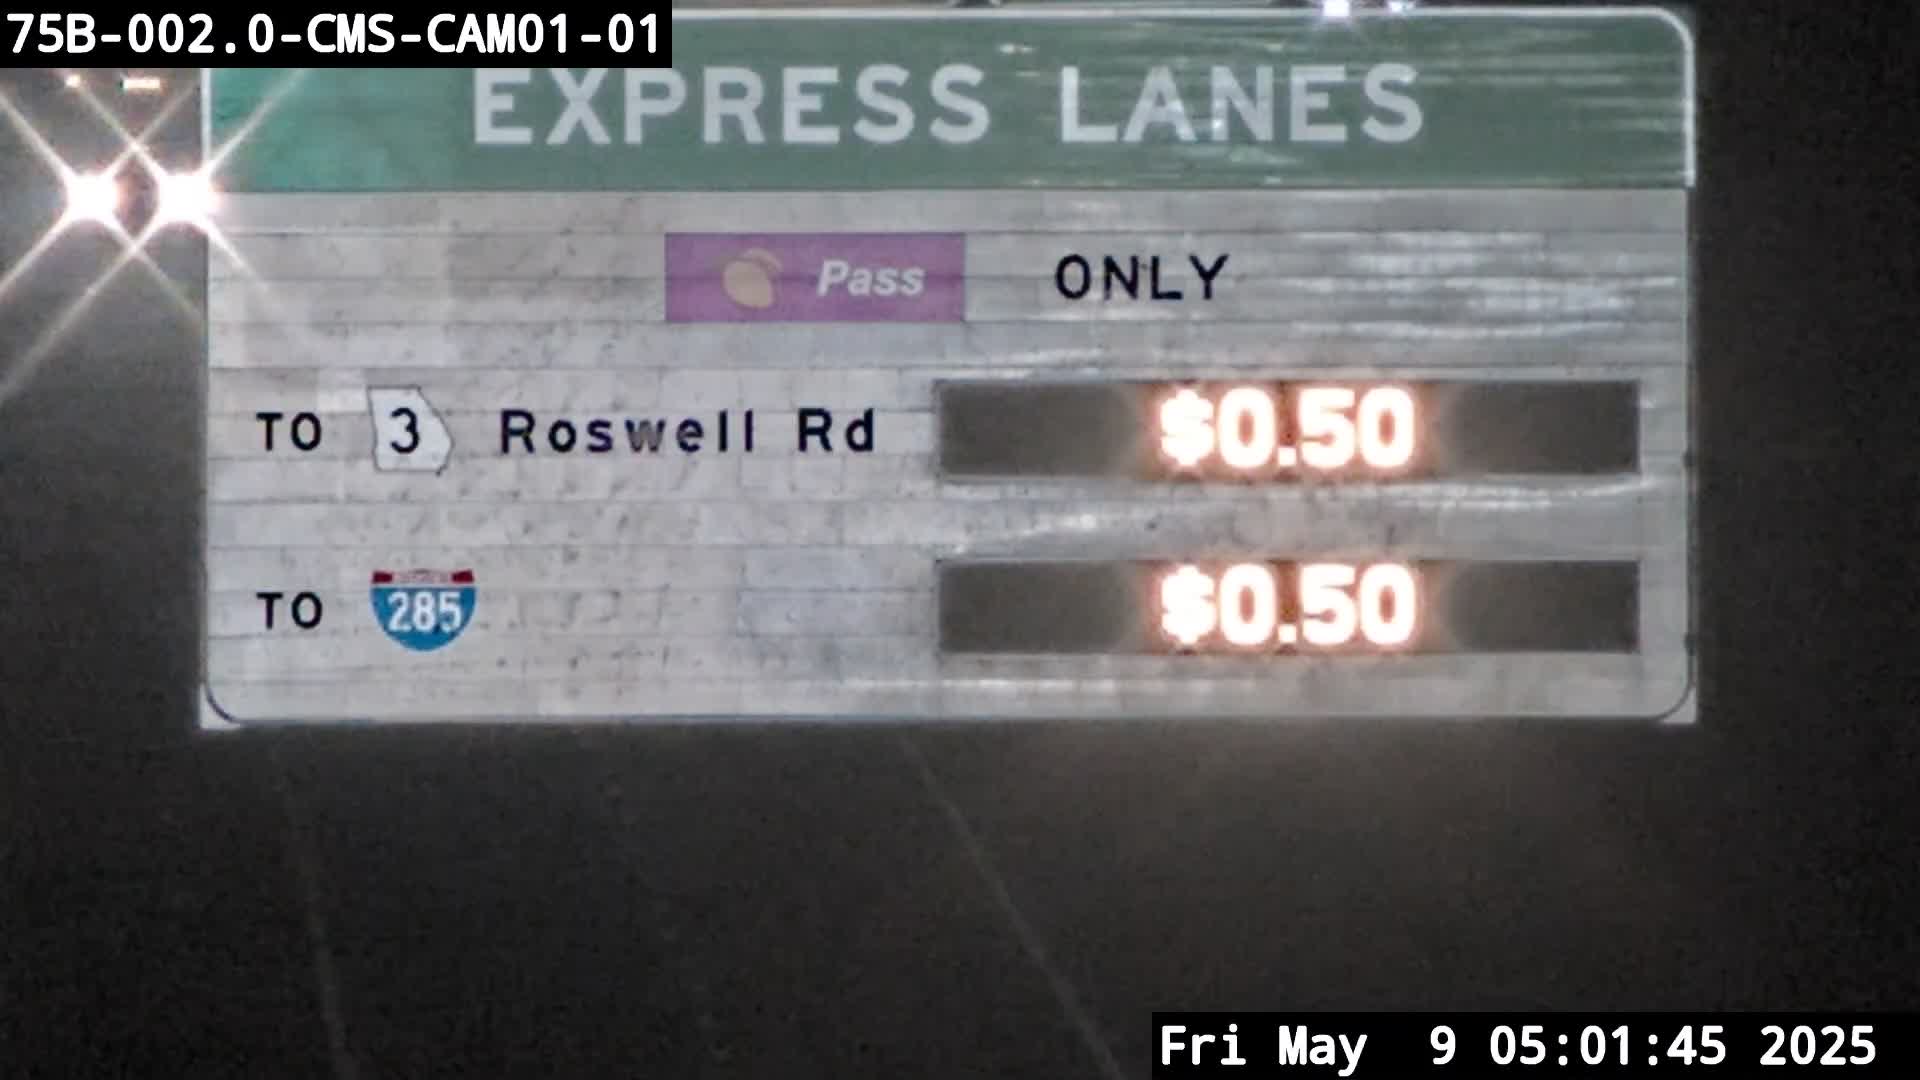 75B-002.0-CMS-CAM01-01
EXPRESS LANES
Pass ONLY
TO 3 Roswell Rd $0.50
TO 285 $0.50
Fri May 9 05:01:45 2025